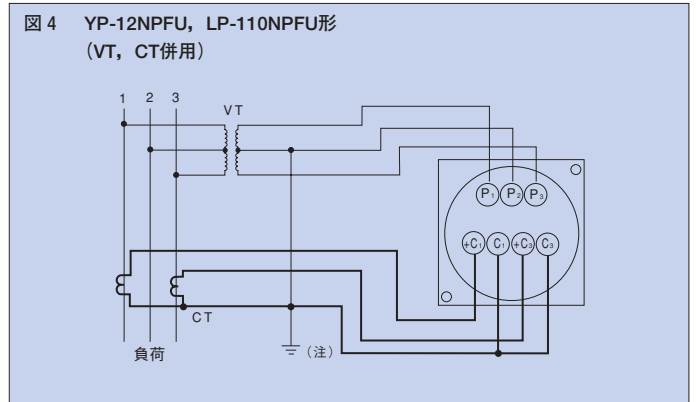 図4 YP-12NPFU，LP-110NPFU形
（VT，CT併用）
1 2 3
VT
P₁ P₂ P₃
+C₁ C₁ +C₃ C₃
CT
負荷
（注）